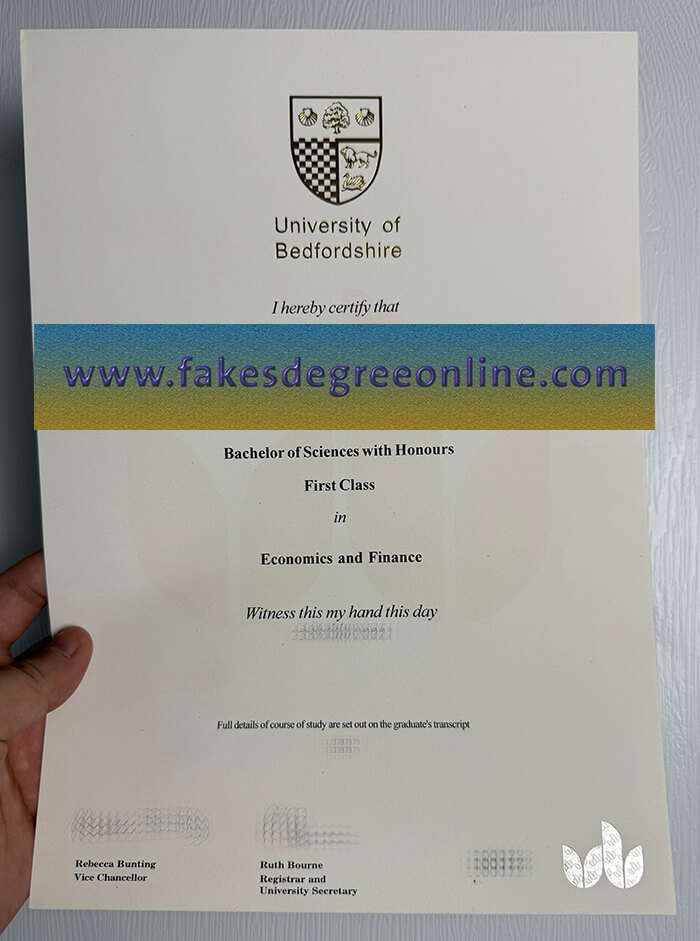 University of
Bedfordshire
I hereby certify that
www.fakesdegreeonline.com
Bachelor of Sciences with Honours
First Class
in
Economics and Finance
Witness this my hand this day
Full details of course of study are set out on the graduate's transcript
Rebecca Bunting
Vice Chancellor
Ruth Bourne
Registrar and
University Secretary